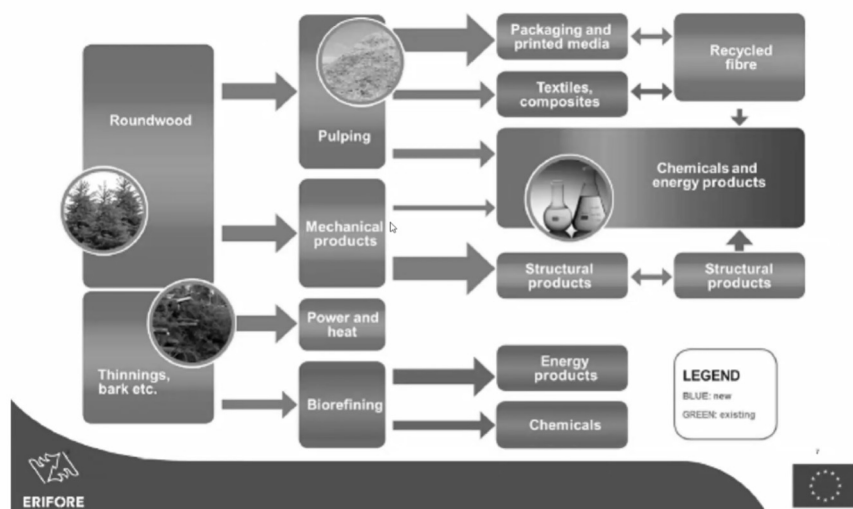 Roundwood
Thinnings,
bark etc.
Pulping
Mechanical
products
Power and
heat
Biorefining
Packaging and
printed media
Textiles,
composites
Recycled
fibre
Chemicals and
energy products
Structural
products
Structural
products
Energy
products
Chemicals
LEGEND
BLUE: new
GREEN: existing
7
ERIFORE